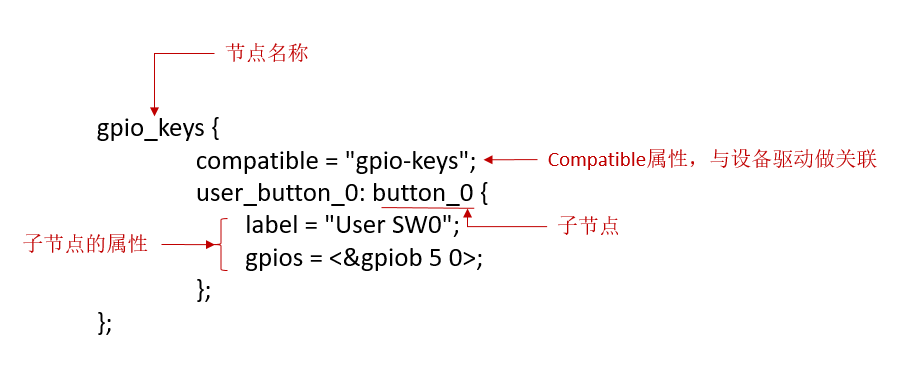 节点名称
gpio_keys {
compatible = "gpio-keys";
Compatible属性，与设备驱动做关联
user_button_0: button_0 {
子节点
label = "User SW0";
子节点的属性
gpios = <&gpiob 5 0>;
};
};